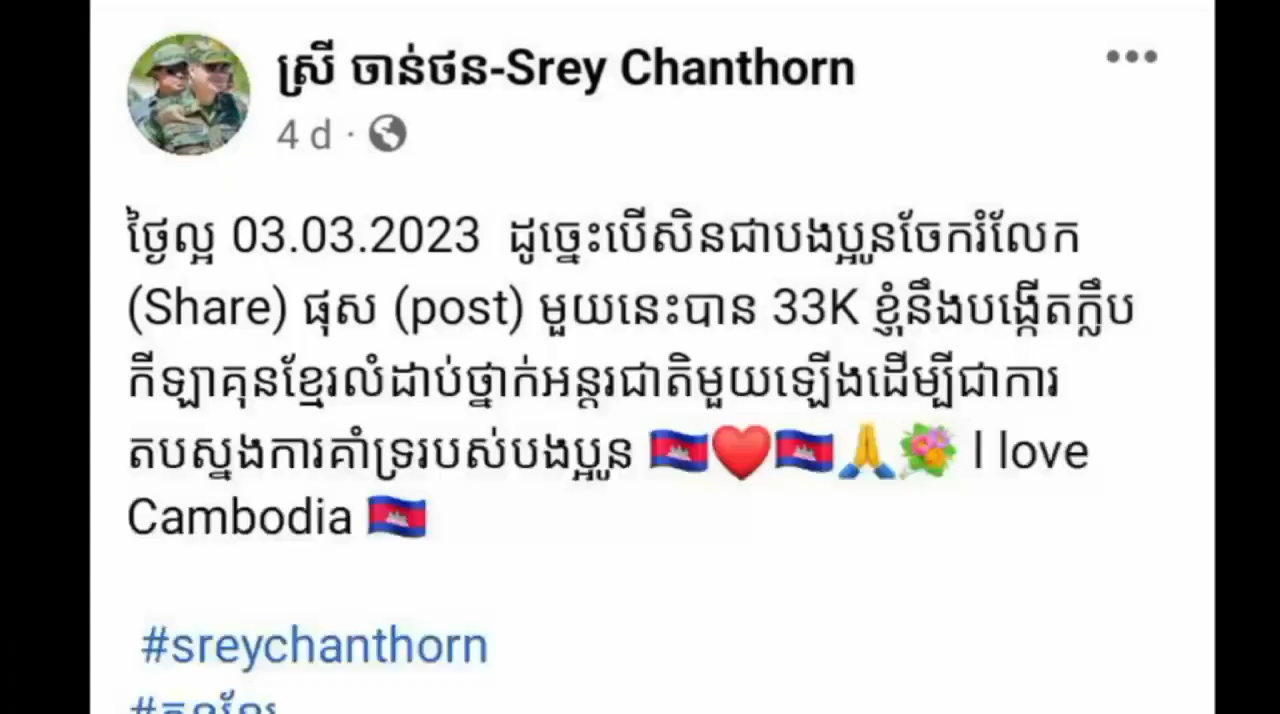 ស្រី ចាន់ថន-Srey Chanthorn
4 d ·
ថ្ងៃល្អ 03.03.2023 ដូច្នេះបើសិនជាបងប្អូនចែករំលែក
(Share) ផុស (post) មួយនេះបាន 33K ខ្ញុំនឹងបង្កើតក្លឹប
កីឡាគុនខ្មែរលំដាប់ថ្នាក់អន្តរជាតិមួយឡើងដើម្បីជាការ
តបស្នងការគាំទ្ររបស់បងប្អូន 🇰🇭❤️🇰🇭🙏💐 I love
Cambodia 🇰🇭
#sreychanthorn
#គុនខ្មែរ